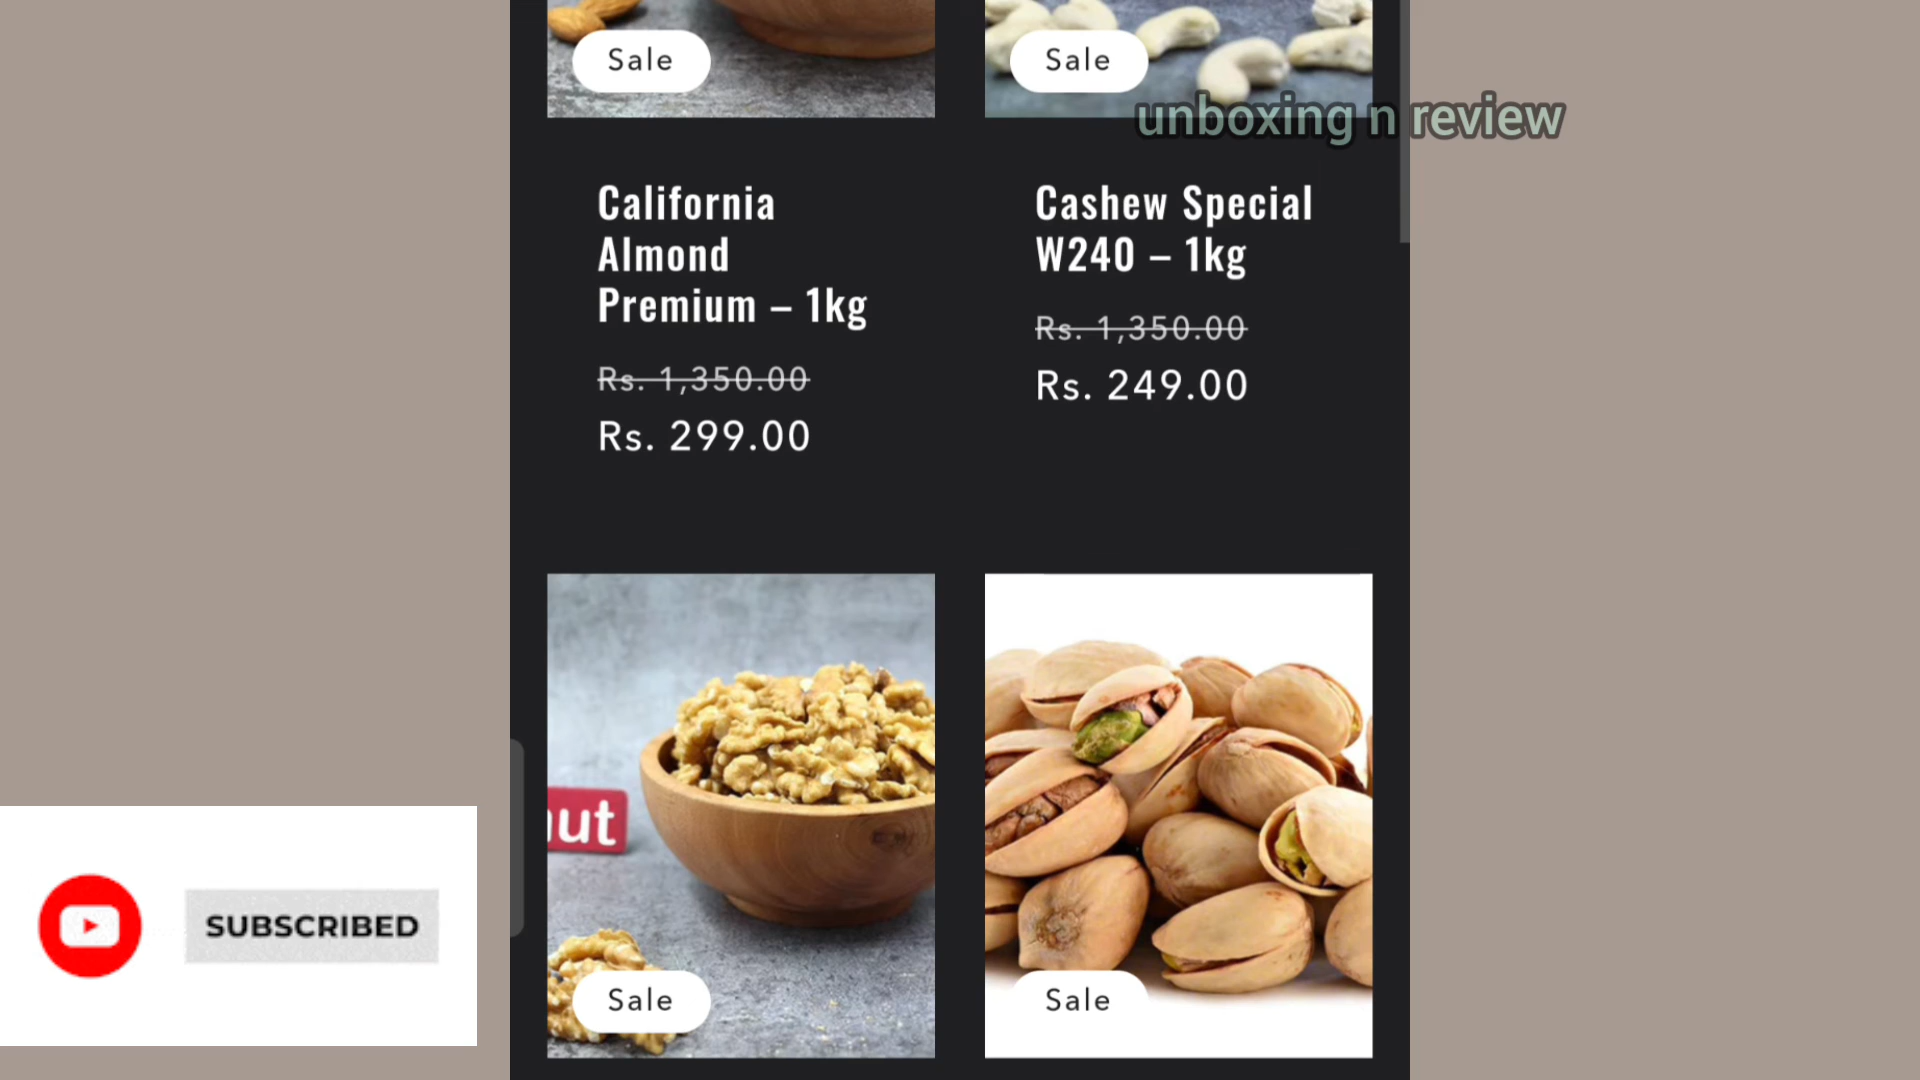 Sale
Sale
unboxing n review
California
Almond
Premium – 1kg
Rs. 1,350.00
Rs. 299.00
Cashew Special
W240 – 1kg
Rs. 1,350.00
Rs. 249.00
nut
Sale
Sale
SUBSCRIBED